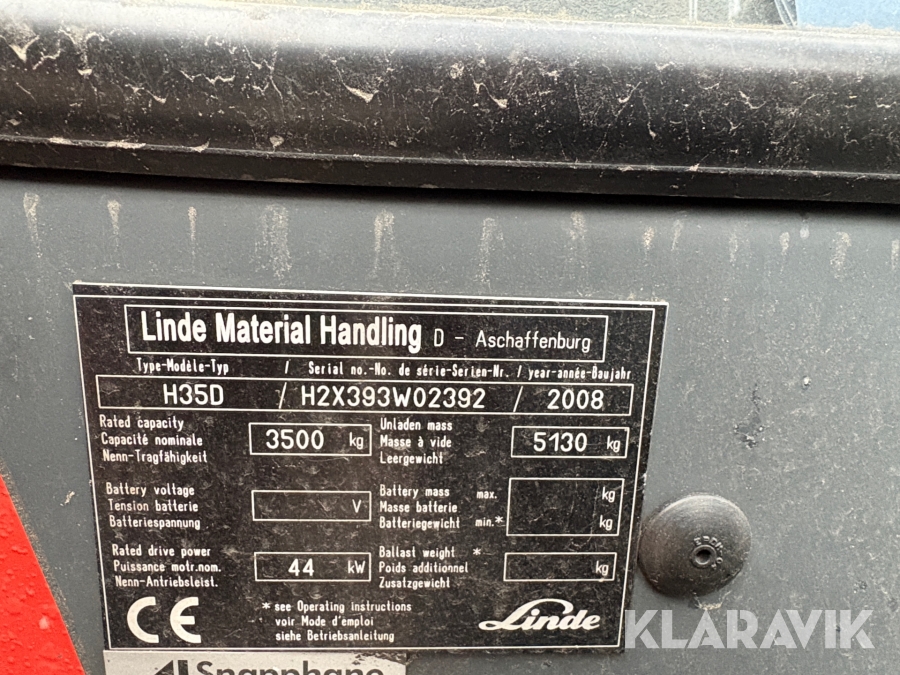 Linde Material Handling D - Aschaffenburg
Type-Modèle-Typ / Serial no.-No. de série-Serien-Nr. / year-année-Baujahr
H35D / H2X393W02392 / 2008
Rated capacity
Capacité nominale
Nenn-Tragfähigkeit
3500 kg
Unladen mass
Masse à vide
Leergewicht
5130 kg
Battery voltage
Tension batterie
Batteriespannung
V
Battery mass max. kg
Masse batterie
Batteriegewicht min.* kg
Rated drive power
Puissance motr.nom.
Nenn-Antriebsleist.
44 kW
Ballast weight *
Poids additionnel
Zusatzgewicht
kg
CE
* see Operating instructions
voir Mode d'emploi
siehe Betriebsanleitung
Linde
KLARAVIK
Snapphane